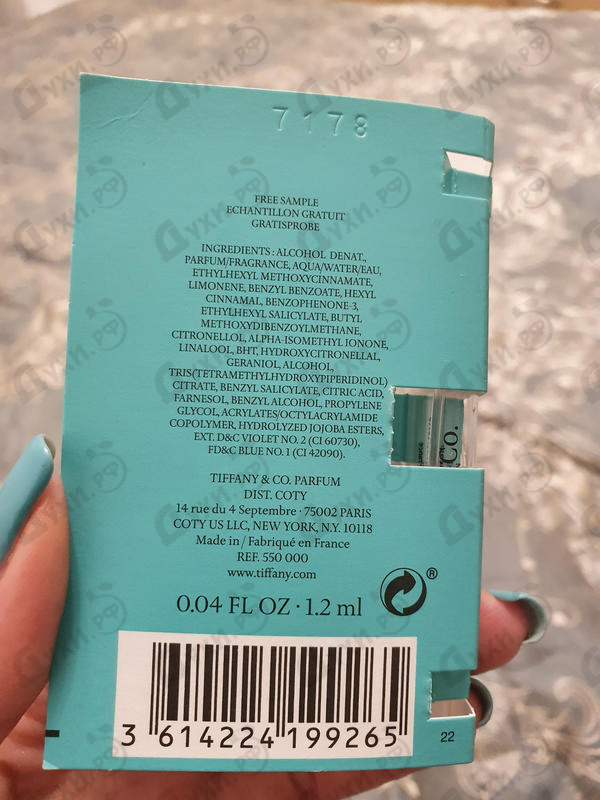 7178
FREE SAMPLE
ECHANTILLON GRATUIT
GRATISPROBE
INGREDIENTS : ALCOHOL DENAT.,
PARFUM/FRAGRANCE, AQUA/WATER/EAU,
ETHYLHEXYL METHOXYCINNAMATE,
LIMONENE, BENZYL BENZOATE, HEXYL
CINNAMAL, BENZOPHENONE-3,
ETHYLHEXYL SALICYLATE, BUTYL
METHOXYDIBENZOYLMETHANE,
CITRONELLOL, ALPHA-ISOMETHYL IONONE,
LINALOOL, BHT, HYDROXYCITRONELLAL,
GERANIOL, ALCOHOL,
TRIS(TETRAMETHYLHYDROXYPIPERIDINOL)
CITRATE, BENZYL SALICYLATE, CITRIC ACID,
FARNESOL, BENZYL ALCOHOL, PROPYLENE
GLYCOL, ACRYLATES/OCTYLACRYLAMIDE
COPOLYMER, HYDROLYZED JOJOBA ESTERS,
EXT. D&C VIOLET NO. 2 (CI 60730),
FD&C BLUE NO. 1 (CI 42090).
& CO.
TIFFANY & CO. PARFUM
DIST. COTY
14 rue du 4 Septembre · 75002 PARIS
COTY US LLC, NEW YORK, N.Y. 10118
Made in / Fabriqué en France
REF. 550 000
www.tiffany.com
0.04 FL OZ · 1.2 ml
®
3 614224 199265
22
Духи.РФ